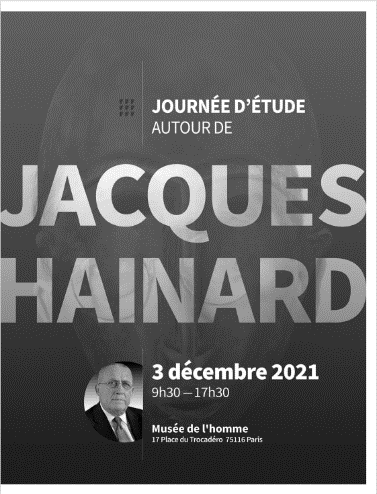 JOURNÉE D'ÉTUDE
AUTOUR DE
JACQUES
HAINARD
3 décembre 2021
9h30 – 17h30
Musée de l'homme
17 Place du Trocadéro 75116 Paris